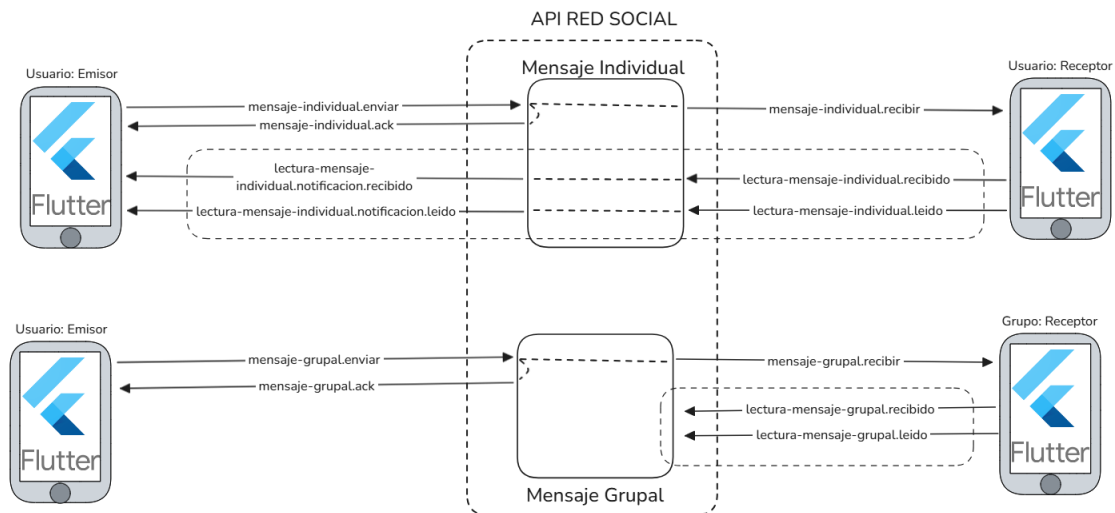 API RED SOCIAL
Usuario: Emisor
Mensaje Individual
Usuario: Receptor
mensaje-individual.enviar
mensaje-individual.recibir
mensaje-individual.ack
lectura-mensaje-
individual.notificacion.recibido
lectura-mensaje-individual.recibido
lectura-mensaje-individual.notificacion.leido
lectura-mensaje-individual.leido
Flutter
Flutter
Usuario: Emisor
Grupo: Receptor
mensaje-grupal.enviar
mensaje-grupal.recibir
mensaje-grupal.ack
lectura-mensaje-grupal.recibido
lectura-mensaje-grupal.leido
Flutter
Flutter
Mensaje Grupal